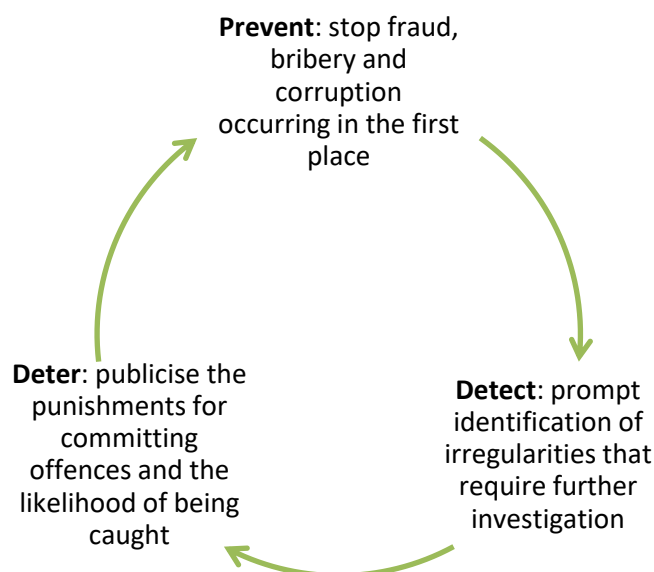 Prevent: stop fraud,
bribery and
corruption
occurring in the first
place
Deter: publicise the
punishments for
committing
offences and the
likelihood of being
caught
Detect: prompt
identification of
irregularities that
require further
investigation